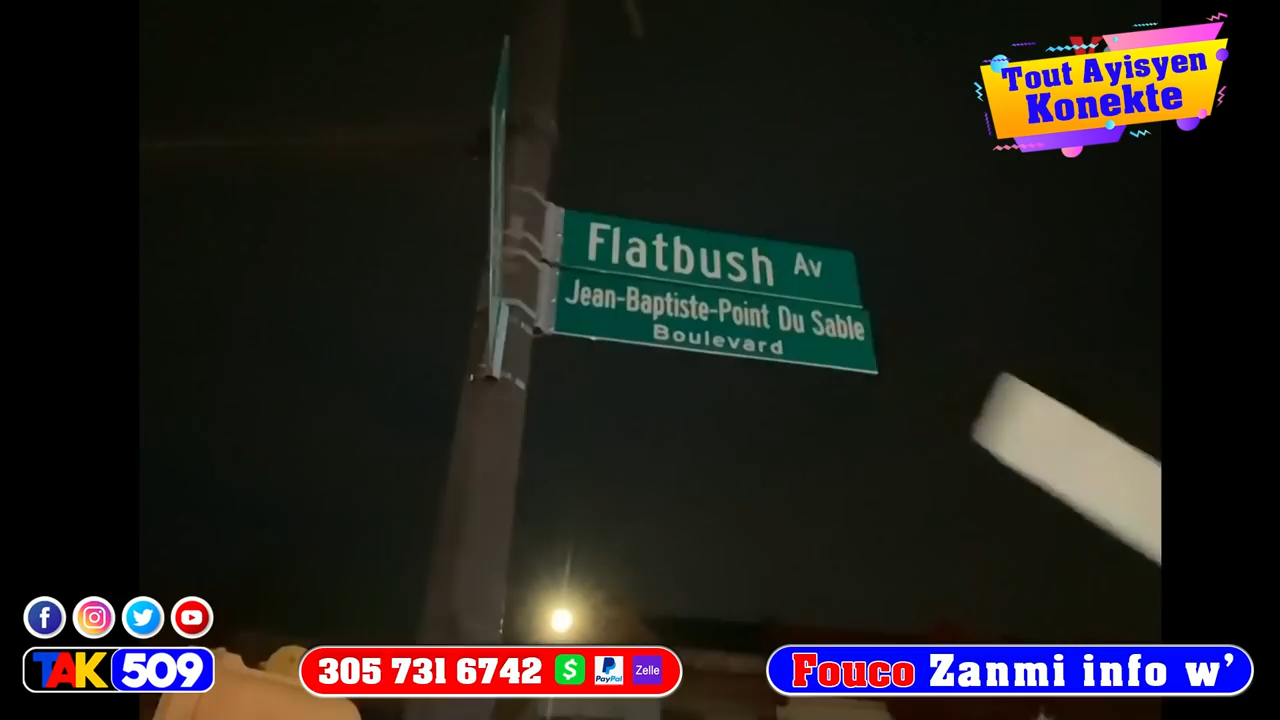 Tout Ayisyen
Konekte
Flatbush Av
Jean-Baptiste-Point Du Sable
Boulevard
TAK 509
305 731 6742
PayPal
Zelle
Fouco Zanmi info w'